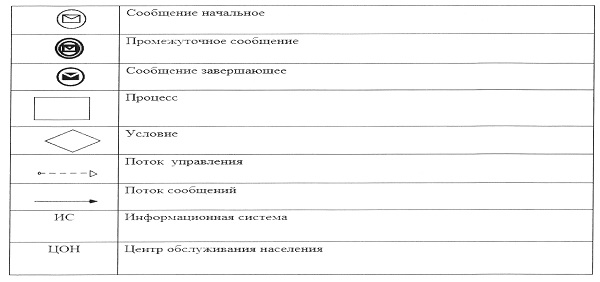 Сообщение начальное
Промежуточное сообщение
Сообщение завершающее
Процесс
Условие
Поток управления
Поток сообщений
ИС Информационная система
ЦОН Центр обслуживания населения